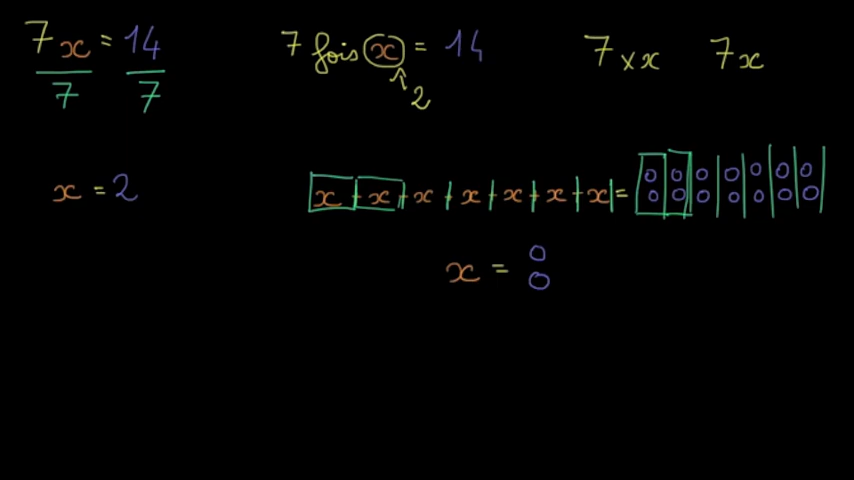 7x = 14 7 fois x = 14 7 × x 7x
7 7 2
x = 2 x + x + x + x + x + x + x =
x =